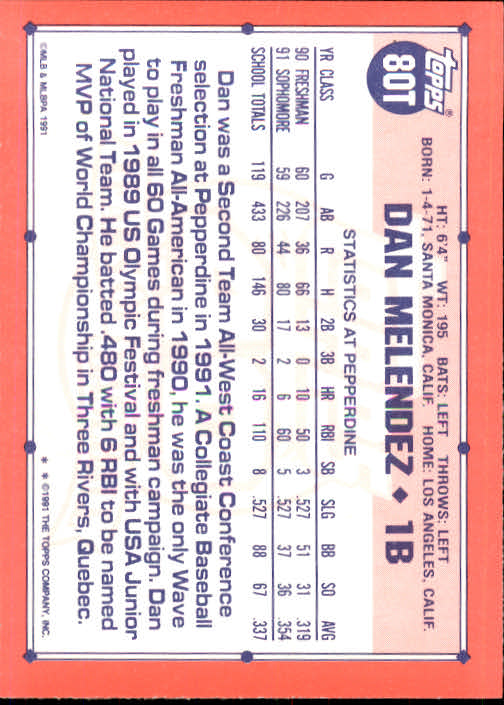 topps®
80T
HT: 6'4" WT: 195 BATS: LEFT THROWS: LEFT
BORN: 1-4-71, SANTA MONICA, CALIF. HOME: LOS ANGELES, CALIF.
DAN MELENDEZ ♦ 1B
STATISTICS AT PEPPERDINE
YR CLASS G AB R H 2B 3B HR RBI SB SLG BB SO AVG
90 FRESHMAN 60 207 36 66 13 0 10 50 3 .527 51 31 .319
91 SOPHOMORE 59 226 44 80 17 2 6 60 5 .527 37 36 .354
SCHOOL TOTALS 119 433 80 146 30 2 16 110 8 .527 88 67 .337
Dan was a Second Team All-West Coast Conference
selection at Pepperdine in 1991. A Collegiate Baseball
Freshman All-American in 1990, he was the only Wave
to play in all 60 Games during freshman campaign. Dan
played in 1989 US Olympic Festival and with USA Junior
National Team. He batted .480 with 6 RBI to be named
MVP of World Championship in Three Rivers, Quebec.
©MLB & MLBPA 1991
* * ©1991 THE TOPPS COMPANY, INC.